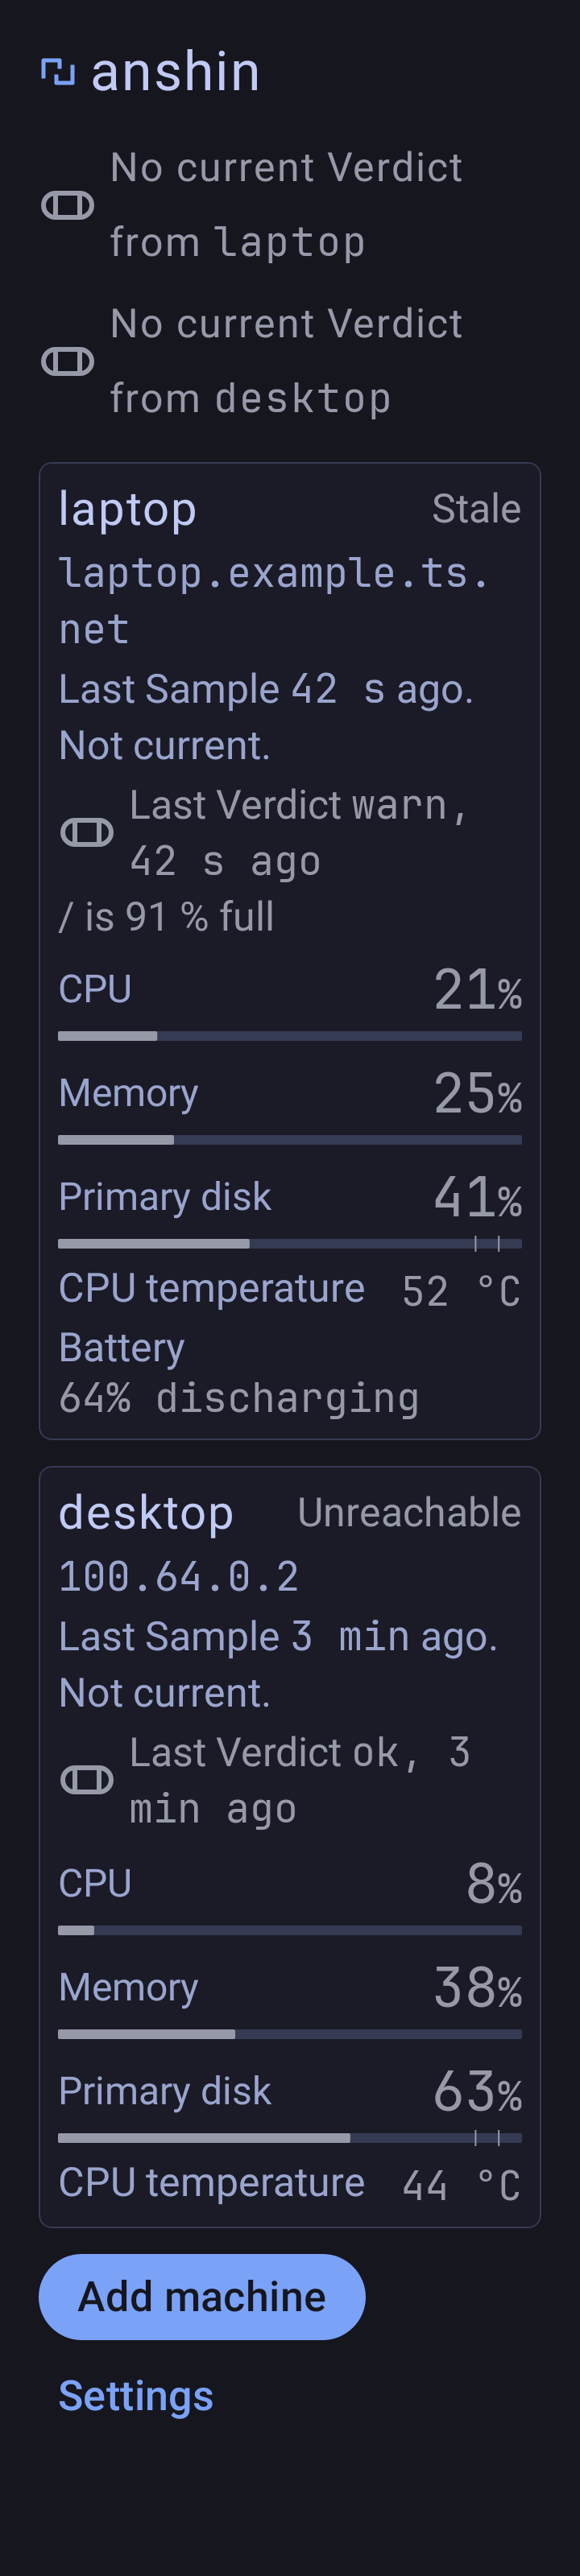 anshin
No current Verdict
from laptop
No current Verdict
from desktop
laptop Stale
laptop.example.ts.
net
Last Sample 42 s ago.
Not current.
Last Verdict warn,
42 s ago
/ is 91 % full
CPU 21%
Memory 25%
Primary disk 41%
CPU temperature 52 °C
Battery
64% discharging
desktop Unreachable
100.64.0.2
Last Sample 3 min ago.
Not current.
Last Verdict ok, 3
min ago
CPU 8%
Memory 38%
Primary disk 63%
CPU temperature 44 °C
Add machine
Settings